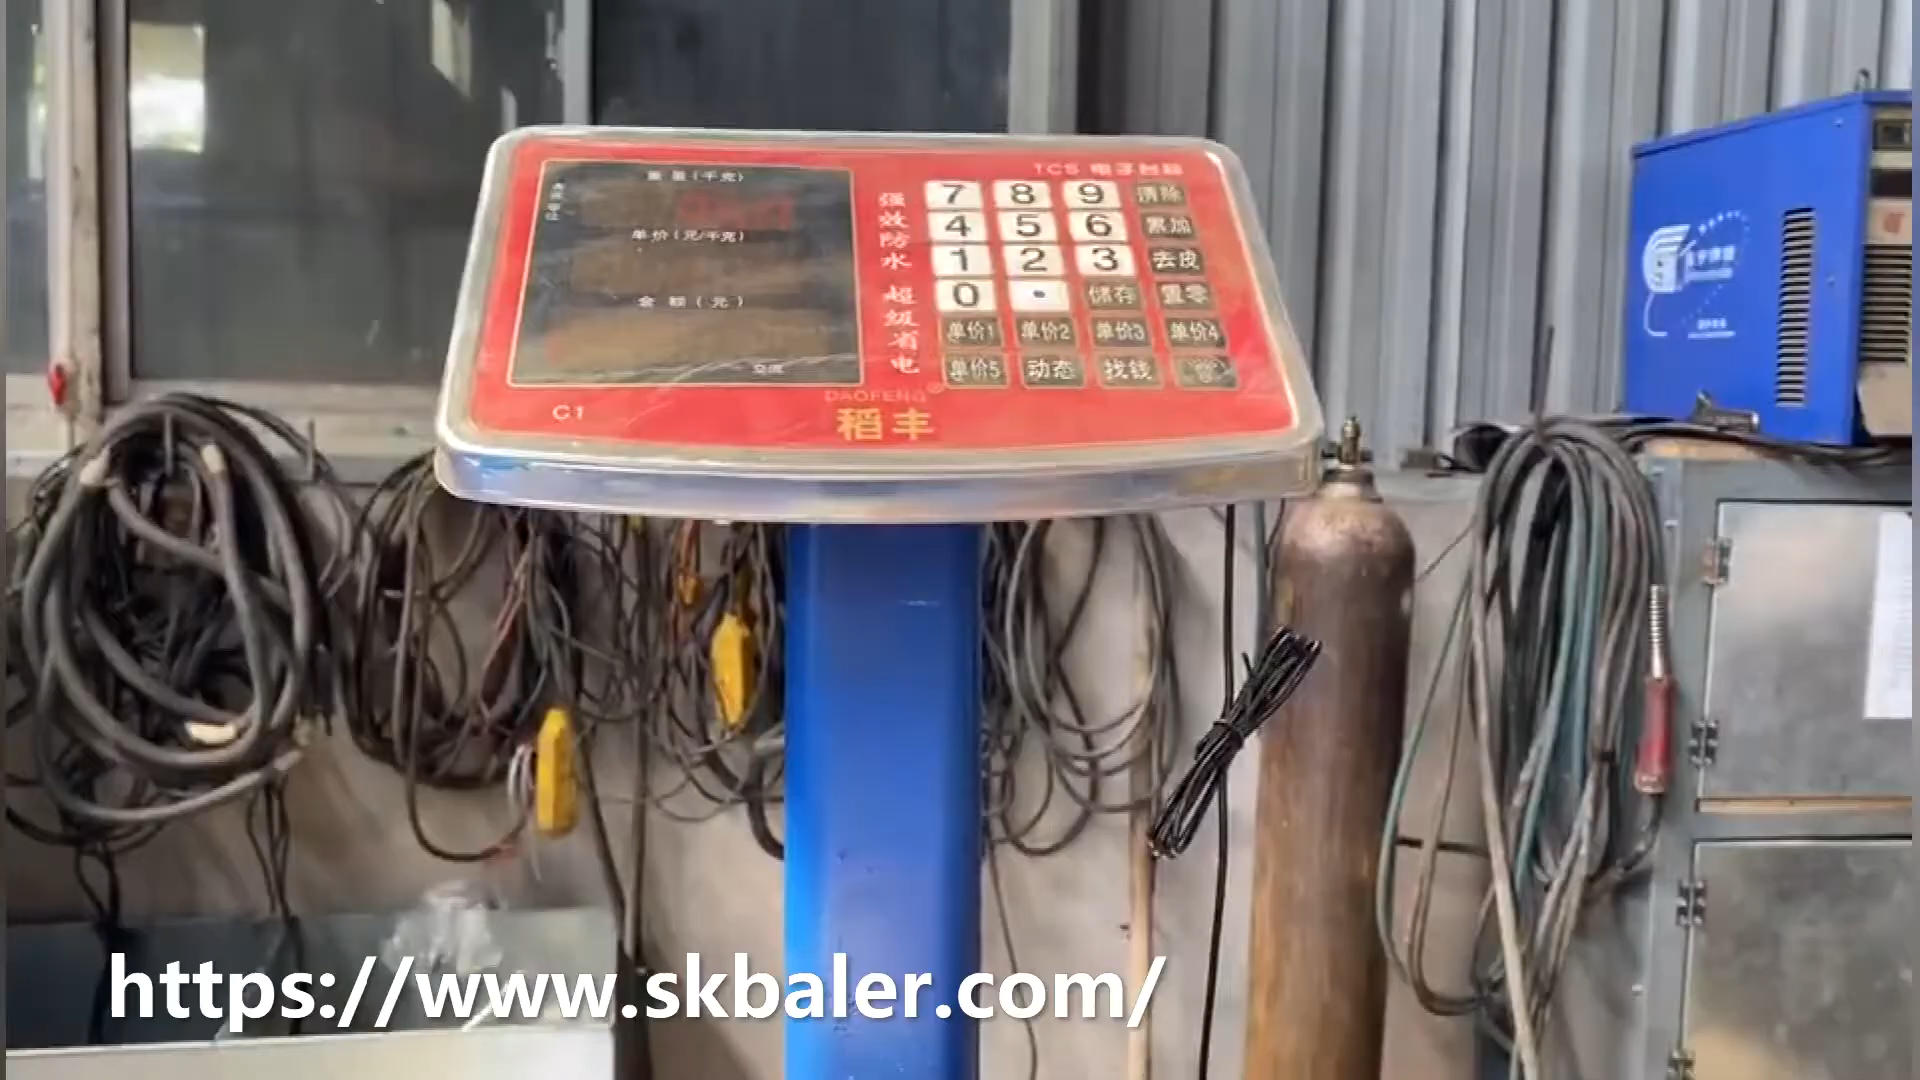 TCS 电子台秤
重量(千克)
单价(元/千克)
金额(元)
交流
强效防水
超级省电
7 8 9 清除
4 5 6 累加
1 2 3 去皮
0 . 储存 置零
单价1 单价2 单价3 单价4
单价5 动态 找钱
DAOFENG®
C1
稻丰
https://www.skbaler.com/